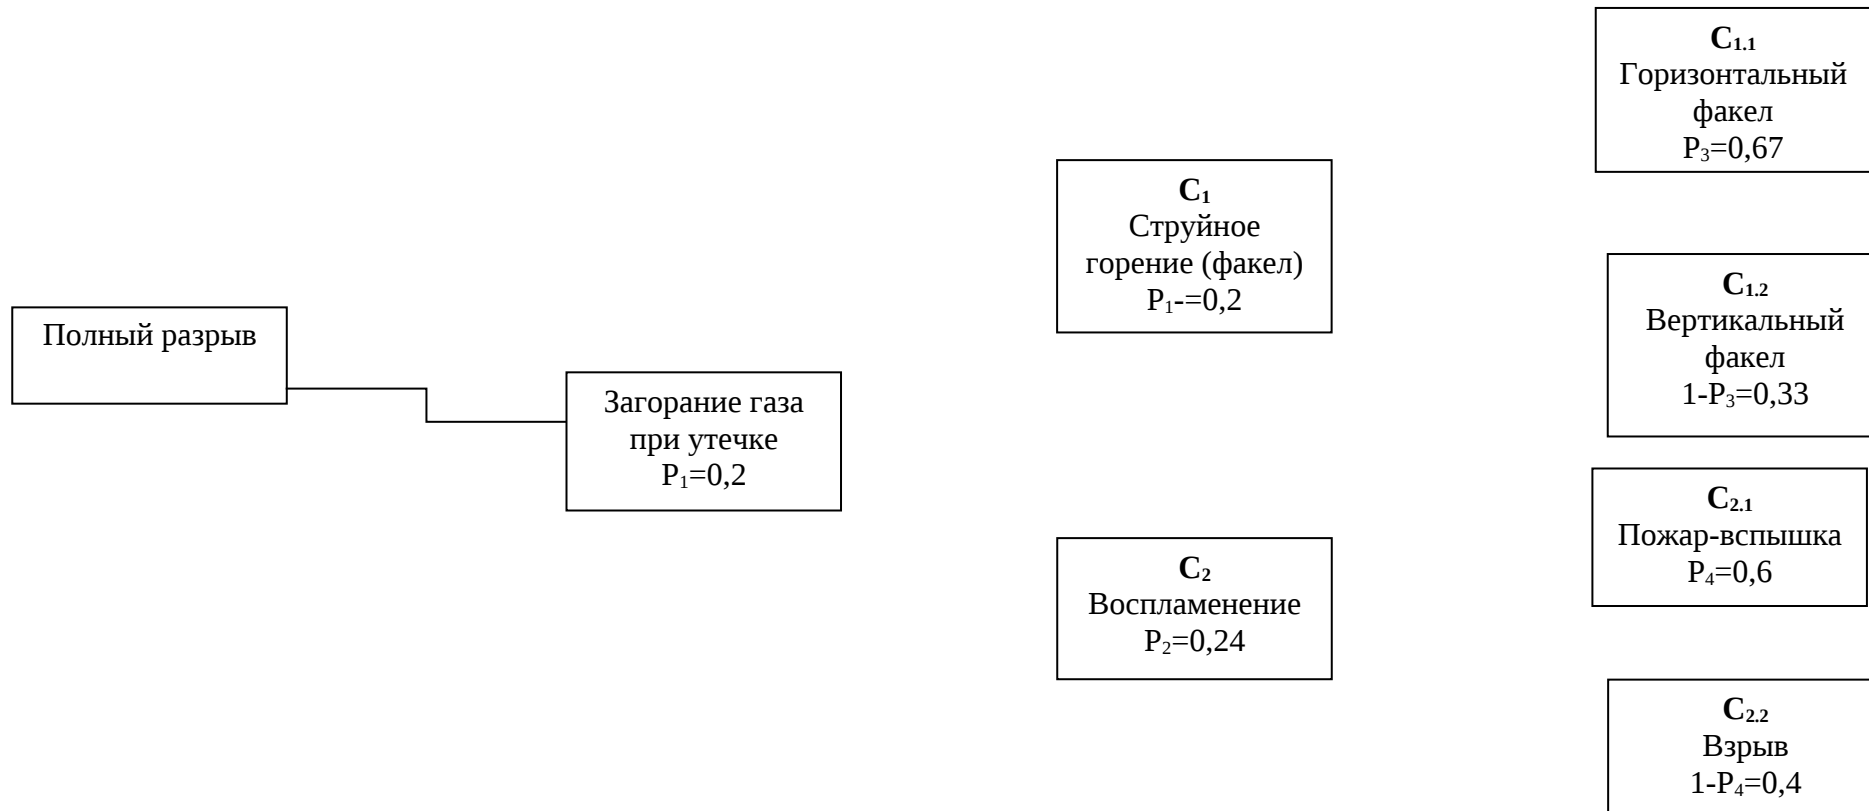 Полный разрыв
Загорание газа
при утечке
P₁=0,2
C₁
Струйное
горение (факел)
P₁-=0,2
C₂
Воспламенение
P₂=0,24
C₁.₁
Горизонтальный
факел
P₃=0,67
C₁.₂
Вертикальный
факел
1-P₃=0,33
C₂.₁
Пожар-вспышка
P₄=0,6
C₂.₂
Взрыв
1-P₄=0,4